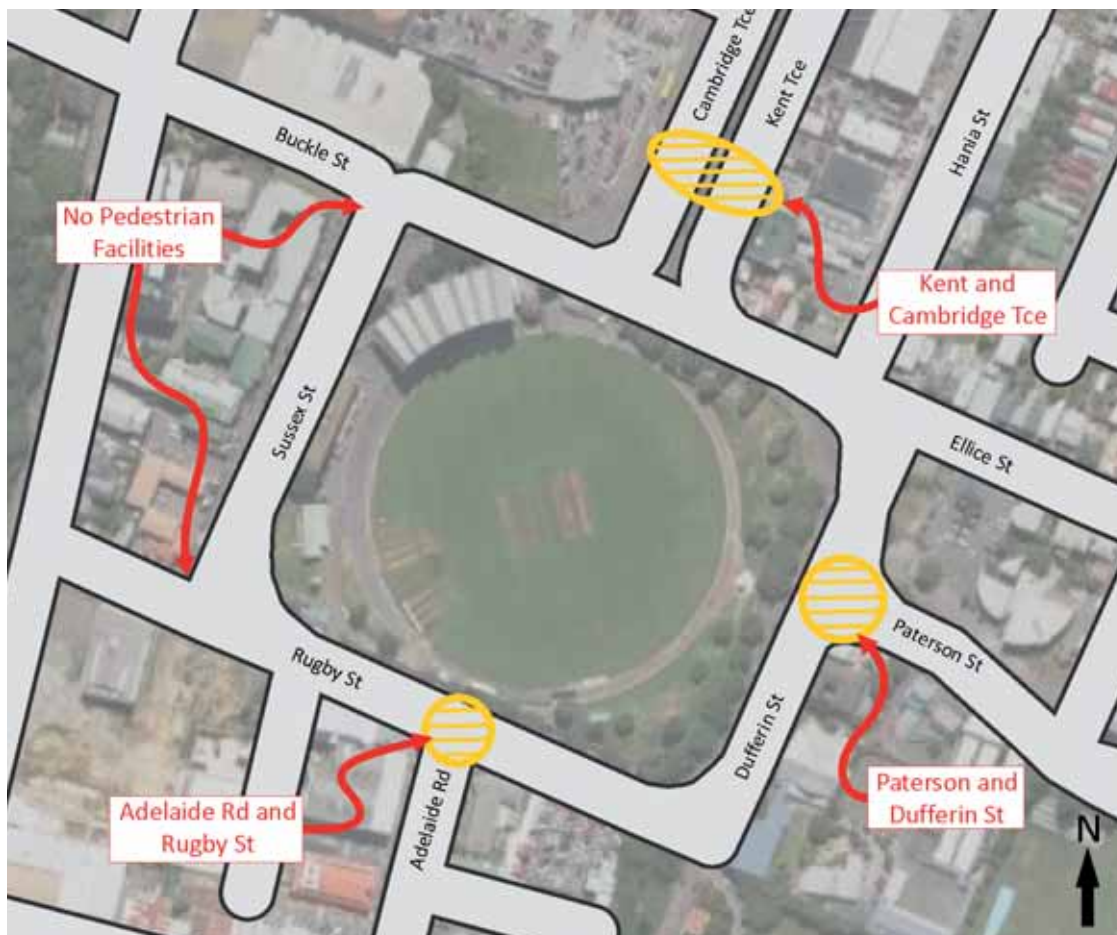 Cambridge Tce
Kent Tce
Hania St
Buckle St
No Pedestrian
Facilities
Kent and
Cambridge Tce
Sussex St
Ellice St
Paterson St
Rugby St
Dufferin St
Adelaide Rd and
Rugby St
Adelaide Rd
Paterson and
Dufferin St
N